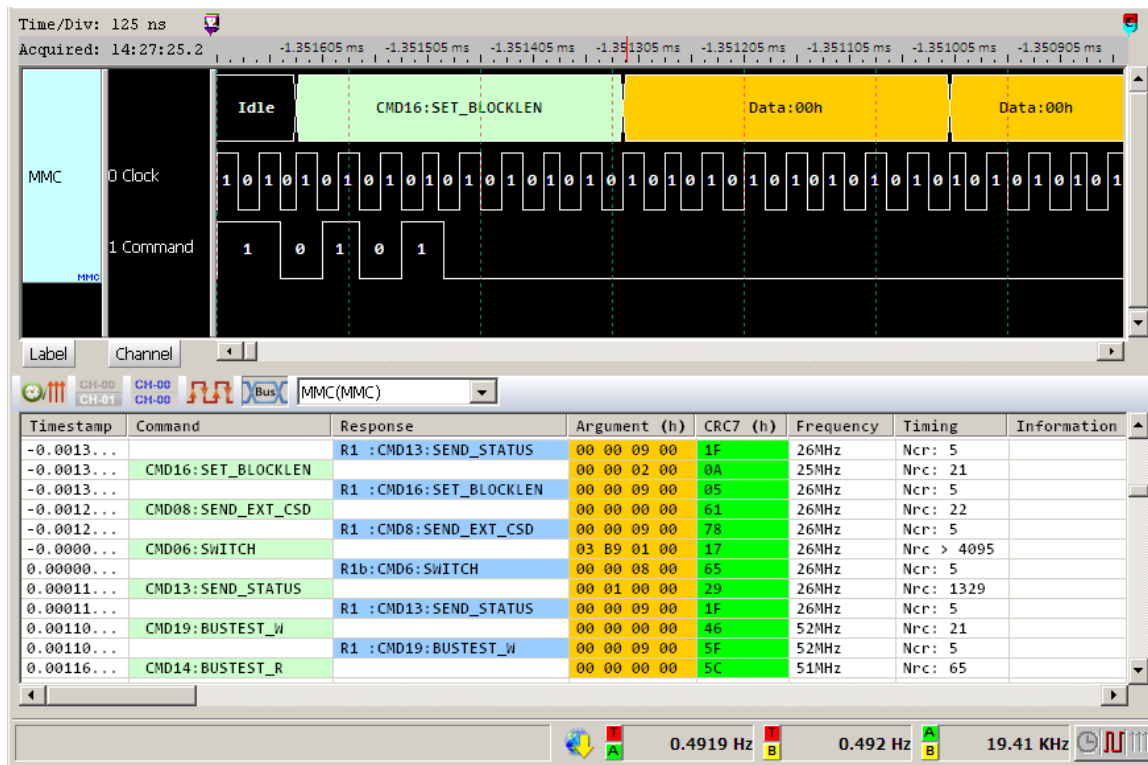 Time/Div: 125 ns
Acquired: 14:27:25.2 -1.351605 ms -1.351505 ms -1.351405 ms -1.351305 ms -1.351205 ms -1.351105 ms -1.351005 ms -1.350905 ms
Idle CMD16:SET_BLOCKLEN Data:00h Data:00h
MMC 0 Clock 1 0 1 0 1 0 1 0 1 0 1 0 1 0 1 0 1 0 1 0 1 0 1 0 1 0 1 0 1 0 1 0 1 0 1 0 1 0 1 0 1 0 1 0 1
1 Command 1 0 1 0 1
MMC
Label Channel
CH-00 CH-00
CH-01 CH-00 Bus MMC(MMC)
Timestamp Command Response Argument (h) CRC7 (h) Frequency Timing Information
-0.0013... R1 :CMD13:SEND_STATUS 00 00 09 00 1F 26MHz Ncr: 5
-0.0013... CMD16:SET_BLOCKLEN 00 00 02 00 0A 25MHz Nrc: 21
-0.0013... R1 :CMD16:SET_BLOCKLEN 00 00 09 00 05 26MHz Ncr: 5
-0.0012... CMD08:SEND_EXT_CSD 00 00 00 00 61 26MHz Nrc: 22
-0.0012... R1 :CMD8:SEND_EXT_CSD 00 00 09 00 78 26MHz Ncr: 5
-0.0000... CMD06:SWITCH 03 B9 01 00 17 26MHz Nrc > 4095
0.00000... R1b:CMD6:SWITCH 00 00 08 00 65 26MHz Ncr: 5
0.00011... CMD13:SEND_STATUS 00 01 00 00 29 26MHz Nrc: 1329
0.00011... R1 :CMD13:SEND_STATUS 00 00 09 00 1F 26MHz Ncr: 5
0.00110... CMD19:BUSTEST_W 00 00 00 00 46 52MHz Nrc: 21
0.00110... R1 :CMD19:BUSTEST_W 00 00 09 00 5F 52MHz Ncr: 5
0.00116... CMD14:BUSTEST_R 00 00 00 00 5C 51MHz Nrc: 65
T A 0.4919 Hz T B 0.492 Hz A B 19.41 KHz